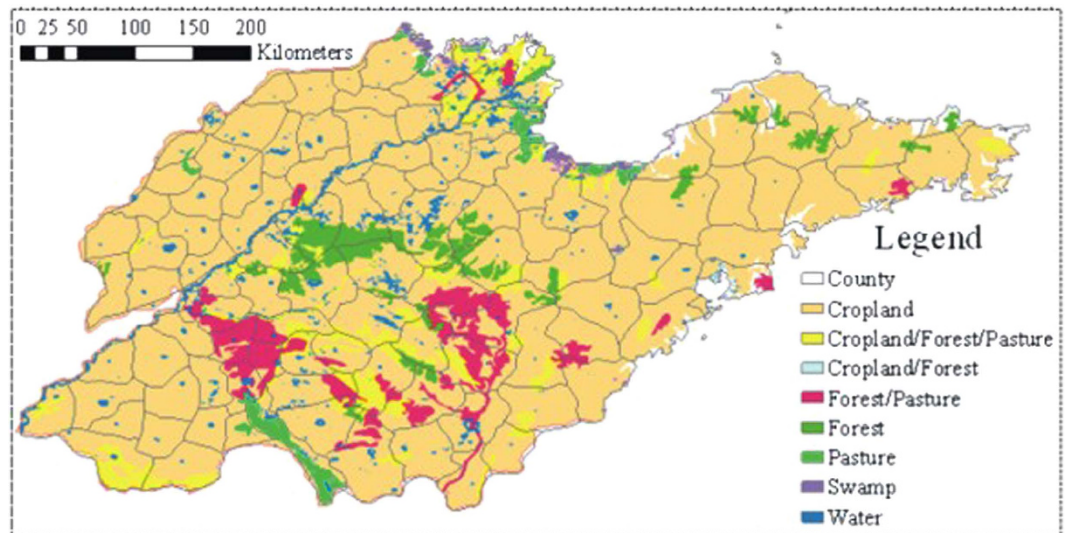 0 25 50 100 150 200
Kilometers
Legend
County
Cropland
Cropland/Forest/Pasture
Cropland/Forest
Forest/Pasture
Forest
Pasture
Swamp
Water